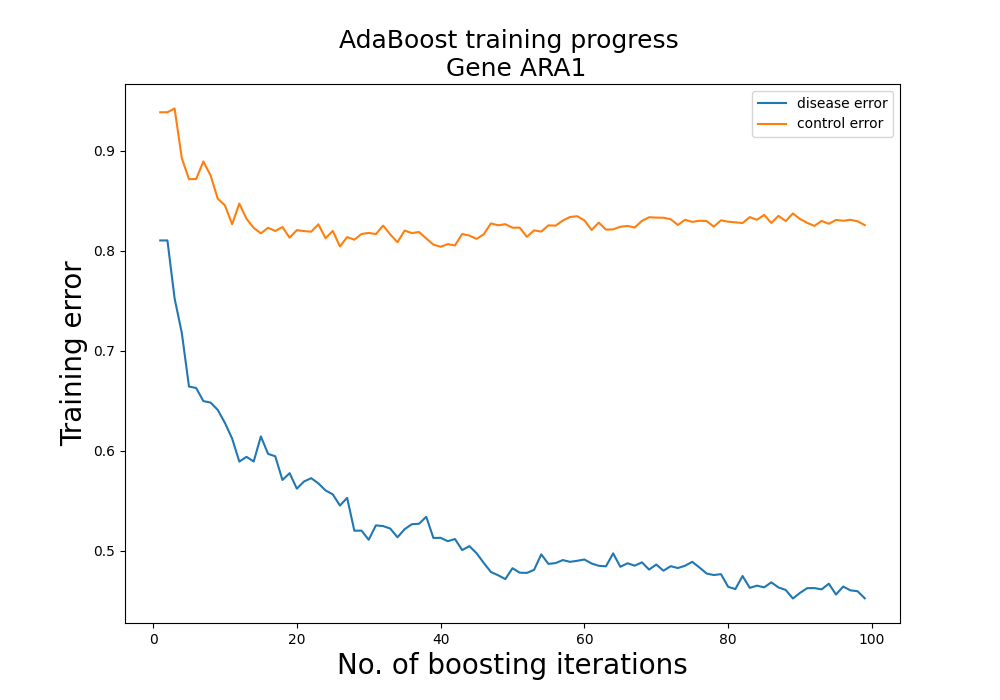 AdaBoost training progress
Gene ARA1
disease error
control error
Training error
0.9
0.8
0.7
0.6
0.5
0 20 40 60 80 100
No. of boosting iterations